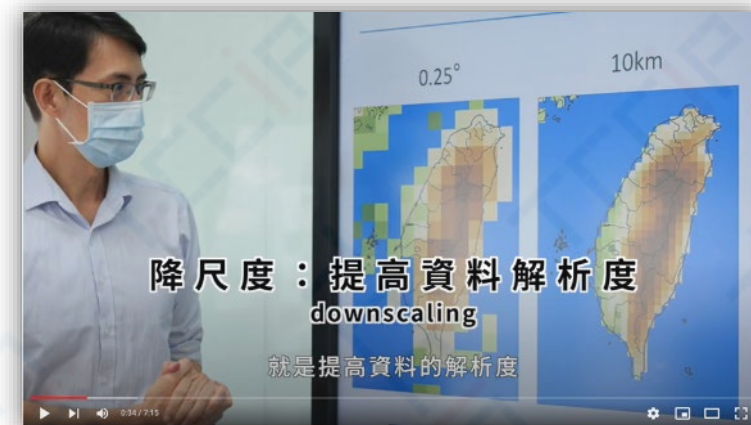 0.25°
10km
降尺度：提高資料解析度
downscaling
就是提高資料的解析度
0:34 / 7:15